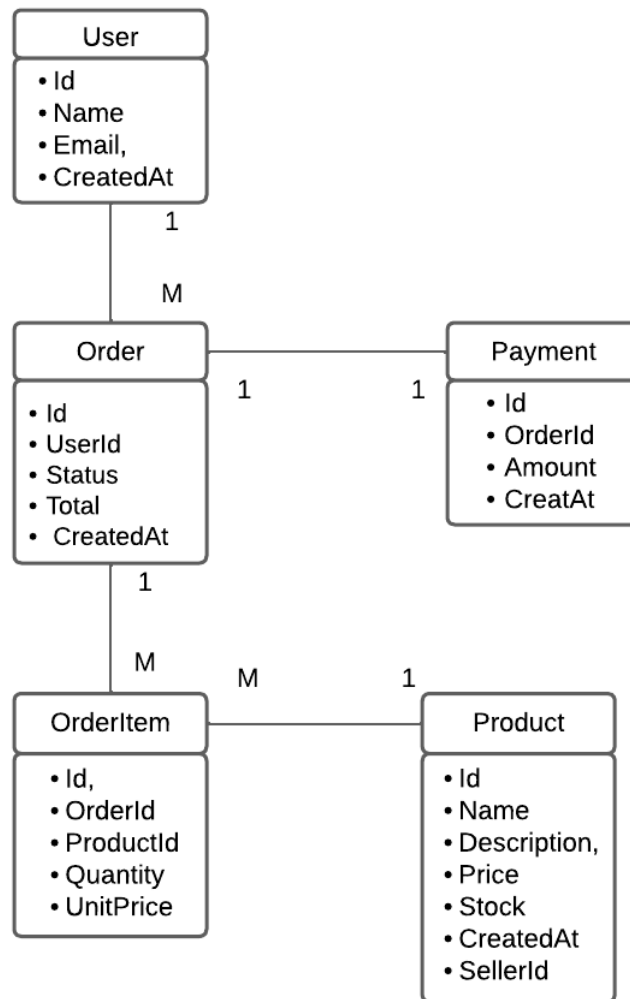 User
• Id
• Name
• Email,
• CreatedAt
1
M
Order
• Id
• UserId
• Status
• Total
• CreatedAt
1
1
Payment
• Id
• OrderId
• Amount
• CreatAt
1
M
M
1
OrderItem
• Id,
• OrderId
• ProductId
• Quantity
• UnitPrice
Product
• Id
• Name
• Description,
• Price
• Stock
• CreatedAt
• SellerId